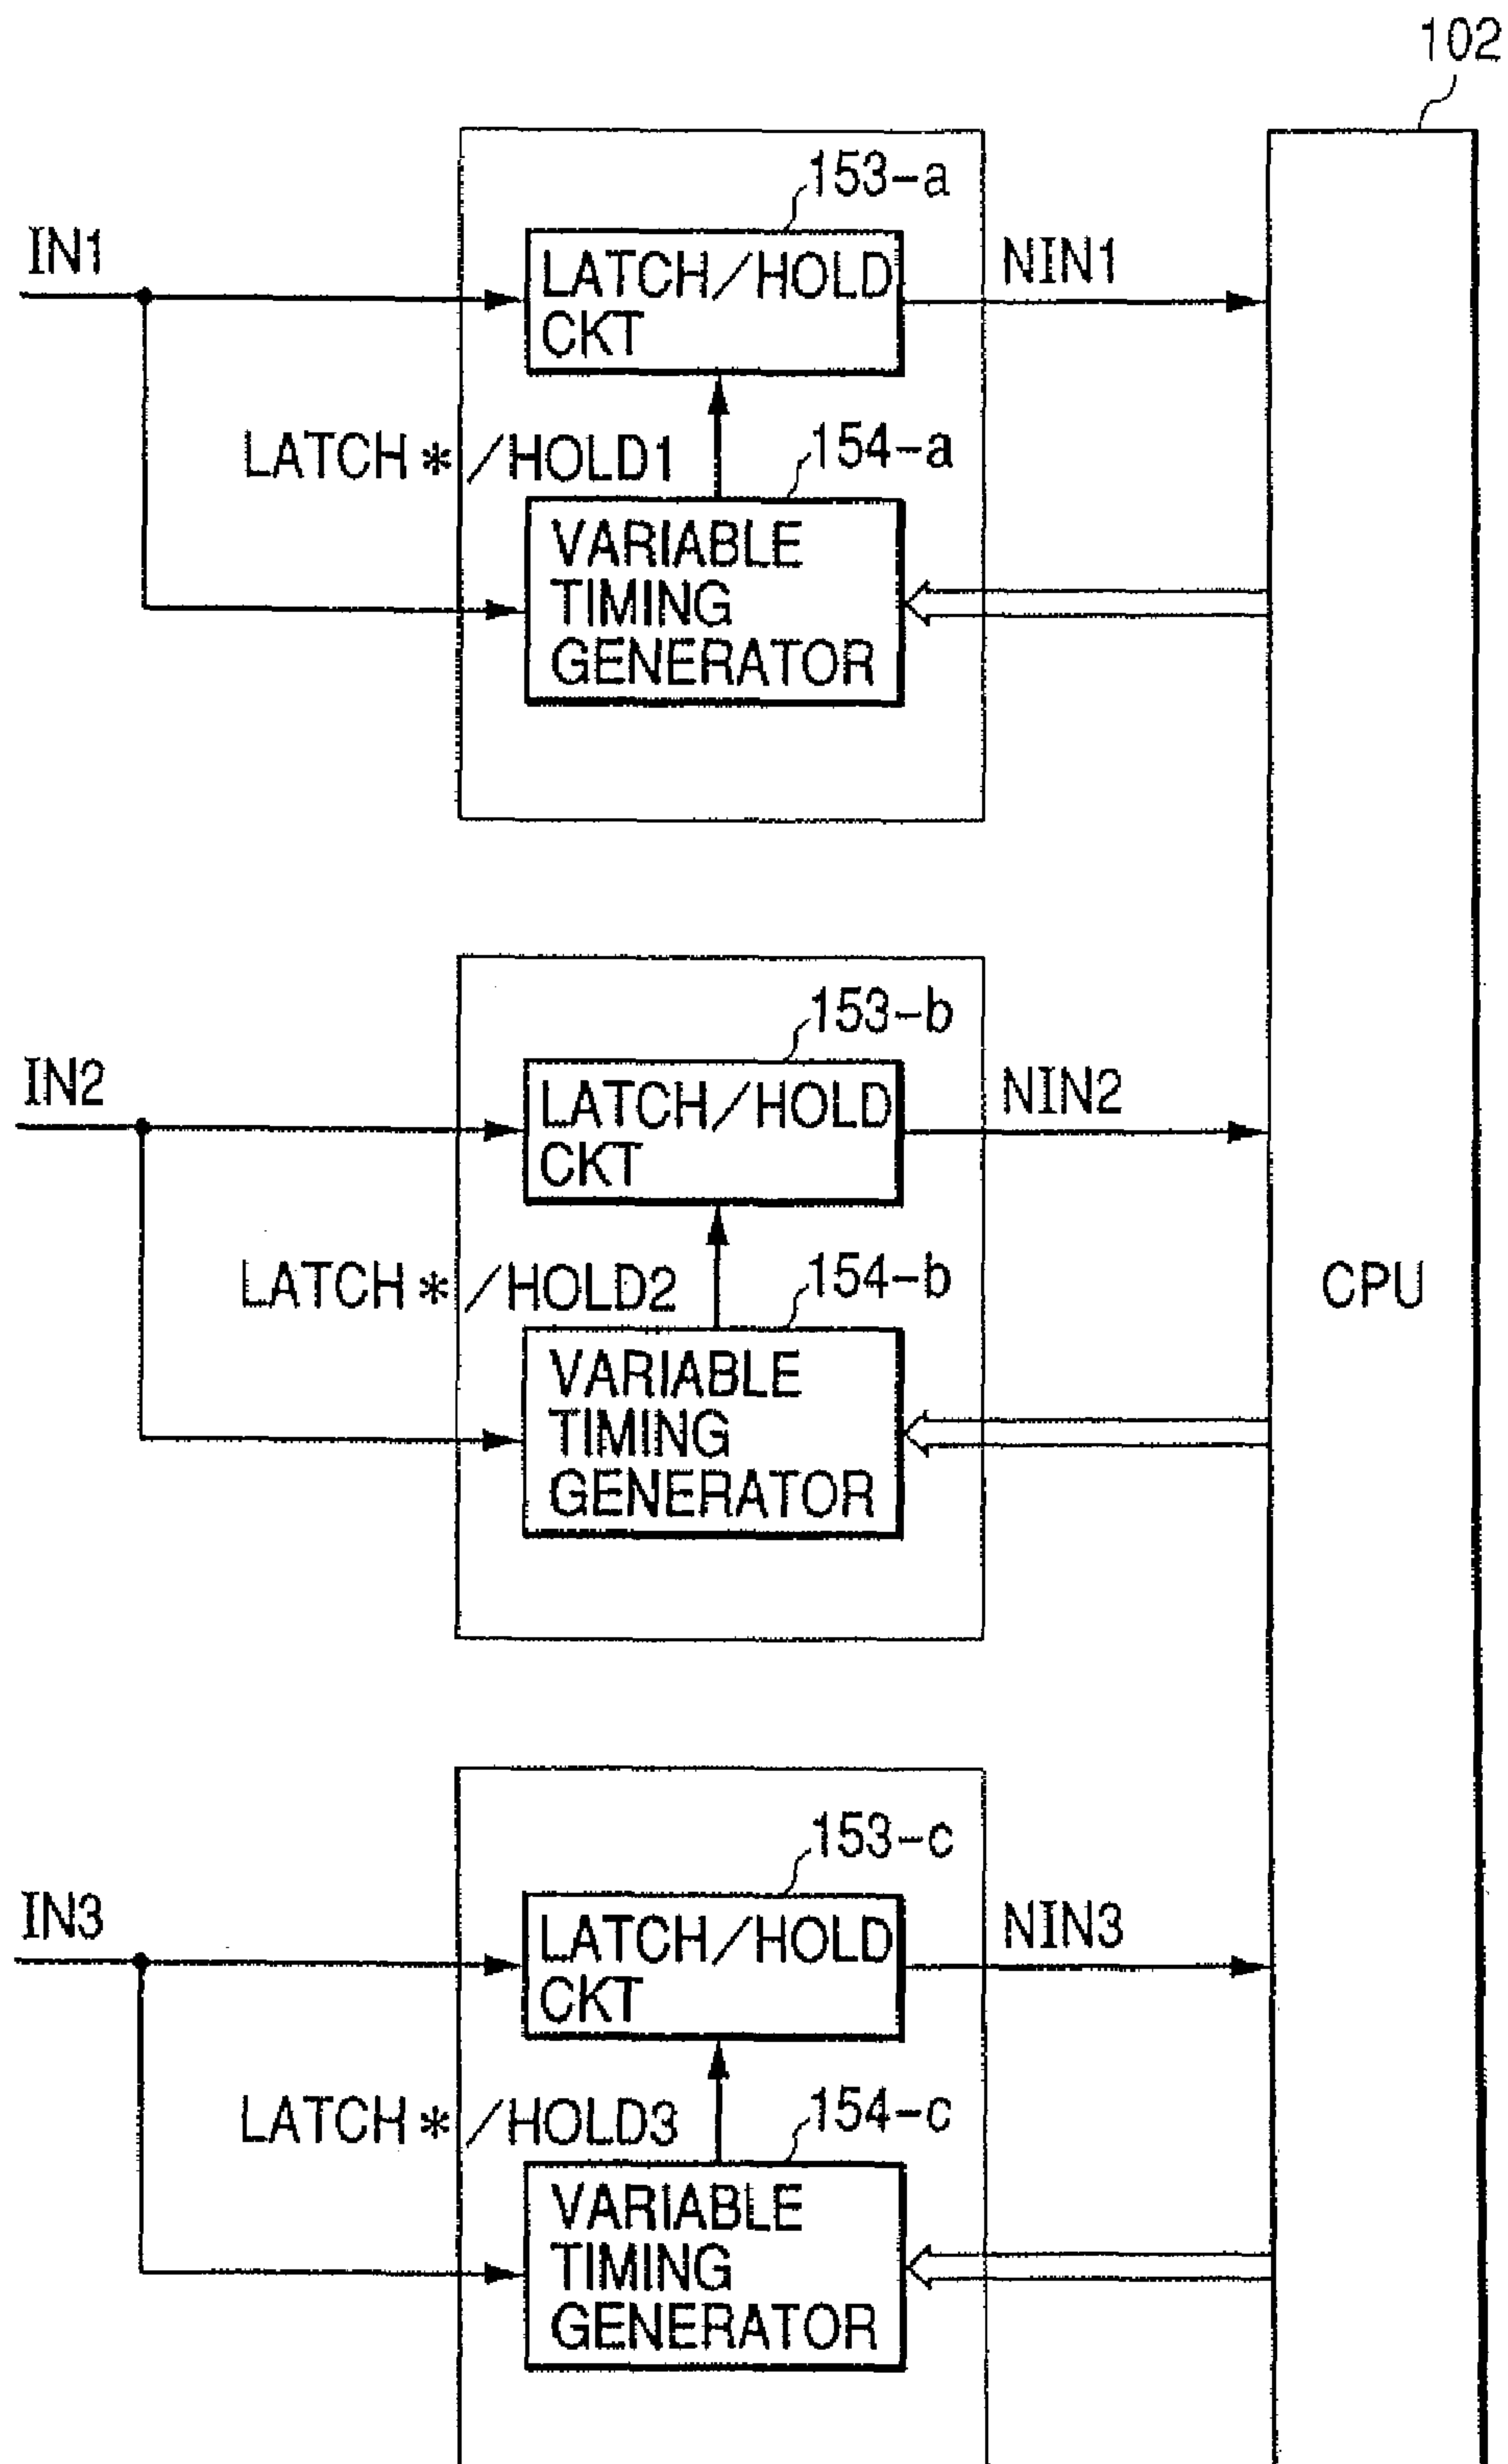 102
153-a
IN1
LATCH/HOLD
CKT
NIN1
LATCH*/HOLD1
154-a
VARIABLE
TIMING
GENERATOR
153-b
IN2
LATCH/HOLD
CKT
NIN2
LATCH*/HOLD2
154-b
VARIABLE
TIMING
GENERATOR
CPU
153-c
IN3
LATCH/HOLD
CKT
NIN3
LATCH*/HOLD3
154-c
VARIABLE
TIMING
GENERATOR